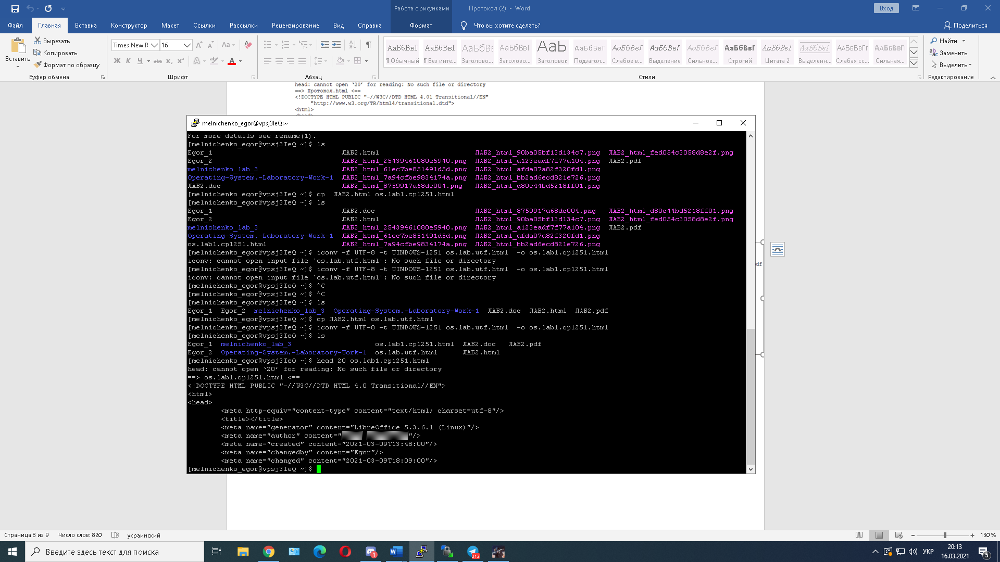 Работа с рисунками
Протокол (2) - Word
Вход
Файл Главная Вставка Конструктор Макет Ссылки Рассылки Рецензирование Вид Справка Формат Что вы хотите сделать? Поделиться
Вставить
Вырезать
Копировать
Формат по образцу
Буфер обмена
Times New R 16
Шрифт
Абзац
АаБбВвІ АаБбВвІ АаБбВвІ АаБбВвГ Ааb АаБбВвГ АаБбВвГ АаБбВвГ АаБбВвГ АаБбВвГ АаБбВвГ АаБбВвІ ААББВВГГ ААББВВГГ
¶ Обычный ¶ Без инте... Заголово... Заголово... Заголовок Подзагол... Слабое в... Выделение Сильное... Строгий Цитата 2 Выделенн... Слабая сс... Сильная...
Стили
Найти
Заменить
Выделить
Редактирование
head: cannot open ‘20’ for reading: No such file or directory
==> Протокол.html <==
<!DOCTYPE HTML PUBLIC "-//W3C//DTD HTML 4.01 Transitional//EN"
"http://www.w3.org/TR/html4/transitional.dtd">
<html>
melnichenko_egor@vpsj3IeQ:~
For more details see rename(1).
[melnichenko_egor@vpsj3IeQ ~]$ ls
Egor_1 ЛАБ2.html ЛАБ2_html_90ba05bf13d134c7.png ЛАБ2_html_fed054c3058d8e2f.png
Egor_2 ЛАБ2_html_25439461080e5940.png ЛАБ2_html_a123eadf7f77a104.png ЛАБ2.pdf
melnichenko_lab_3 ЛАБ2_html_61ec7be851491d5d.png ЛАБ2_html_afda07a82f320fd1.png
Operating-System.-Laboratory-Work-1 ЛАБ2_html_7a94cfbe9834174a.png ЛАБ2_html_bb2ad6ecd821e726.png
ЛАБ2.doc ЛАБ2_html_8759917a68dc004.png ЛАБ2_html_d80c44bd5218ff01.png
[melnichenko_egor@vpsj3IeQ ~]$ cp ЛАБ2.html os.lab1.cp1251.html
[melnichenko_egor@vpsj3IeQ ~]$ ls
Egor_1 ЛАБ2.doc ЛАБ2_html_8759917a68dc004.png ЛАБ2_html_d80c44bd5218ff01.png
Egor_2 ЛАБ2.html ЛАБ2_html_90ba05bf13d134c7.png ЛАБ2_html_fed054c3058d8e2f.png
melnichenko_lab_3 ЛАБ2_html_25439461080e5940.png ЛАБ2_html_a123eadf7f77a104.png ЛАБ2.pdf
Operating-System.-Laboratory-Work-1 ЛАБ2_html_61ec7be851491d5d.png ЛАБ2_html_afda07a82f320fd1.png
os.lab1.cp1251.html ЛАБ2_html_7a94cfbe9834174a.png ЛАБ2_html_bb2ad6ecd821e726.png
[melnichenko_egor@vpsj3IeQ ~]$ iconv -f UTF-8 -t WINDOWS-1251 os.lab.utf.html -o os.lab1.cp1251.html
iconv: cannot open input file `os.lab.utf.html': No such file or directory
[melnichenko_egor@vpsj3IeQ ~]$ iconv -f UTF-8 -t WINDOWS-1251 os.lab.utf.html -o os.lab1.cp1251.html
iconv: cannot open input file `os.lab.utf.html': No such file or directory
[melnichenko_egor@vpsj3IeQ ~]$ ^C
[melnichenko_egor@vpsj3IeQ ~]$ ^C
[melnichenko_egor@vpsj3IeQ ~]$ ls
Egor_1 Egor_2 melnichenko_lab_3 Operating-System.-Laboratory-Work-1 ЛАБ2.doc ЛАБ2.html ЛАБ2.pdf
[melnichenko_egor@vpsj3IeQ ~]$ cp ЛАБ2.html os.lab.utf.html
[melnichenko_egor@vpsj3IeQ ~]$ iconv -f UTF-8 -t WINDOWS-1251 os.lab.utf.html -o os.lab1.cp1251.html
[melnichenko_egor@vpsj3IeQ ~]$ ls
Egor_1 melnichenko_lab_3 os.lab1.cp1251.html ЛАБ2.doc ЛАБ2.pdf
Egor_2 Operating-System.-Laboratory-Work-1 os.lab.utf.html ЛАБ2.html
[melnichenko_egor@vpsj3IeQ ~]$ head 20 os.lab1.cp1251.html
head: cannot open ‘20’ for reading: No such file or directory
==> os.lab1.cp1251.html <==
<!DOCTYPE HTML PUBLIC "-//W3C//DTD HTML 4.0 Transitional//EN">
<html>
<head>
<meta http-equiv="content-type" content="text/html; charset=utf-8"/>
<title></title>
<meta name="generator" content="LibreOffice 5.3.6.1 (Linux)"/>
<meta name="author" content=" "/>
<meta name="created" content="2021-03-09T13:48:00"/>
<meta name="changedby" content="Egor"/>
<meta name="changed" content="2021-03-09T18:09:00"/>
[melnichenko_egor@vpsj3IeQ ~]$
df
Страница 8 из 9 Число слов: 820 украинский 130 %
Введите здесь текст для поиска
1
212
УКР
20:13
16.03.2021
5